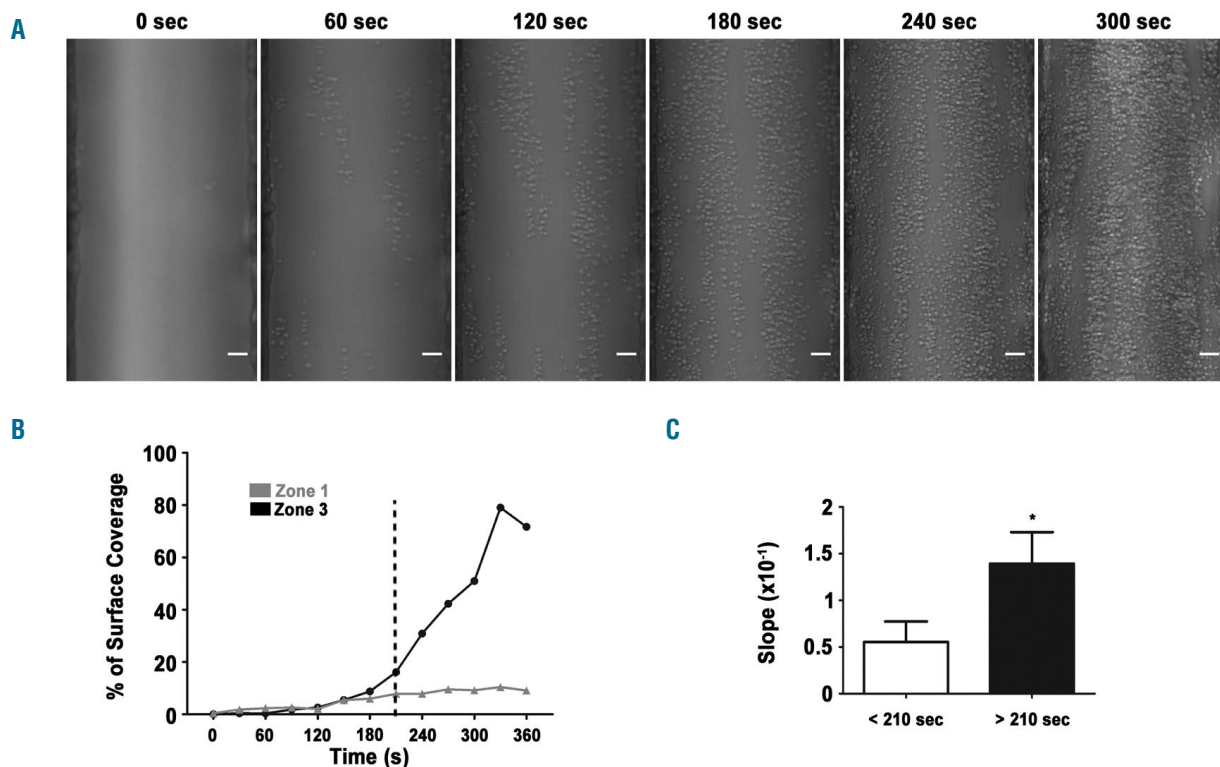 A
0 sec 60 sec 120 sec 180 sec 240 sec 300 sec
B
% of Surface Coverage
100
80
60
40
20
0
Zone 1
Zone 3
0 60 120 180 240 300 360
Time (s)
C
Slope (x10⁻¹)
2
1.5
1
0.5
0
*
< 210 sec > 210 sec